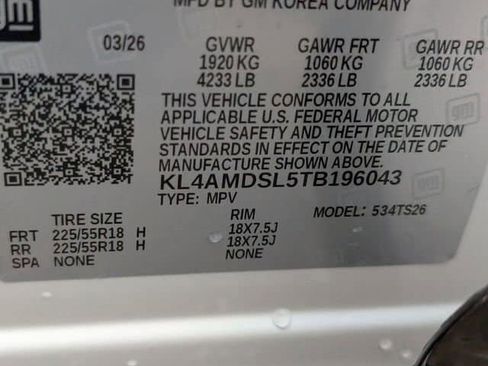 gm
MFD BY GM KOREA COMPANY
03/26 GVWR GAWR FRT GAWR RR
1920 KG 1060 KG 1060 KG
4233 LB 2336 LB 2336 LB
THIS VEHICLE CONFORMS TO ALL
APPLICABLE U.S. FEDERAL MOTOR
VEHICLE SAFETY AND THEFT PREVENTION
STANDARDS IN EFFECT ON THE DATE OF
MANUFACTURE SHOWN ABOVE.
KL4AMDSL5TB196043
TYPE: MPV MODEL: 534TS26
TIRE SIZE RIM
FRT 225/55R18 H 18X7.5J
RR 225/55R18 H 18X7.5J
SPA NONE NONE